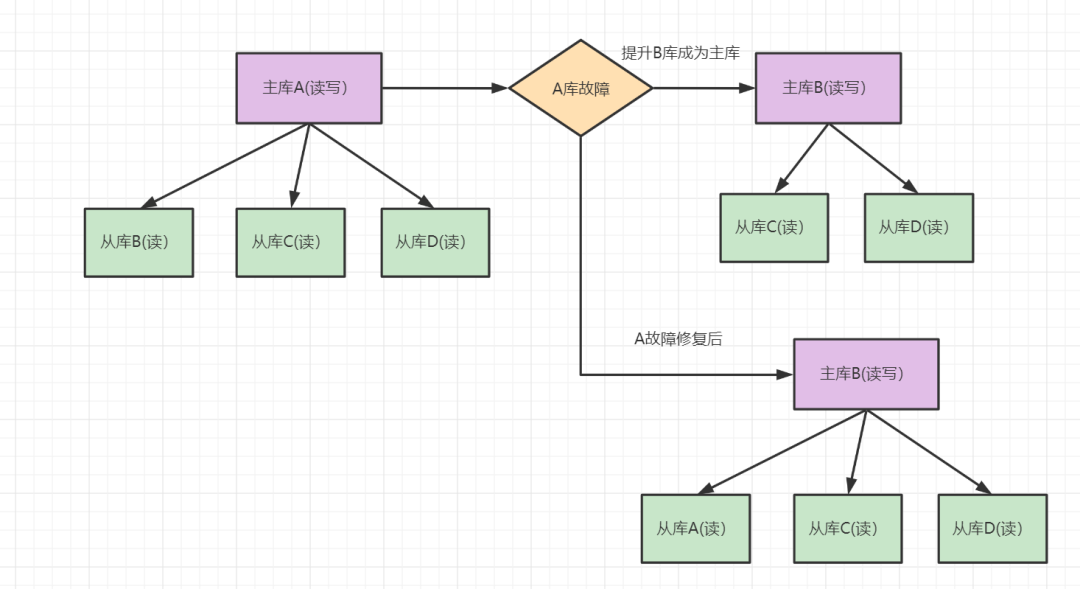 主库A(读写）
A库故障
提升B库成为主库
主库B(读写）
从库B(读）
从库C(读）
从库D(读）
从库C(读）
从库D(读）
A故障修复后
主库B(读写）
从库A(读）
从库C(读）
从库D(读）